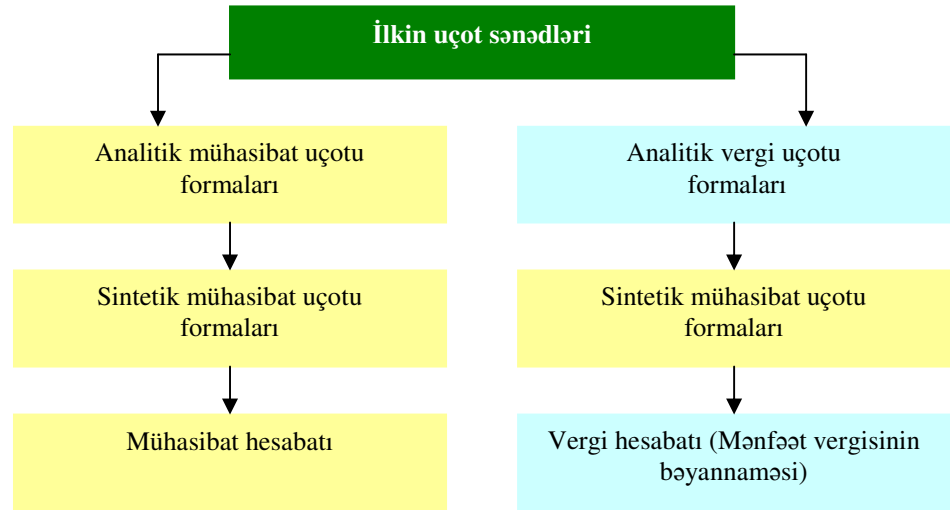 İlkin uçot sənədləri
Analitik mühasibat uçotu
formaları
Analitik vergi uçotu
formaları
Sintetik mühasibat uçotu
formaları
Sintetik mühasibat uçotu
formaları
Mühasibat hesabatı
Vergi hesabatı (Mənfəət vergisinin
bəyannaməsi)